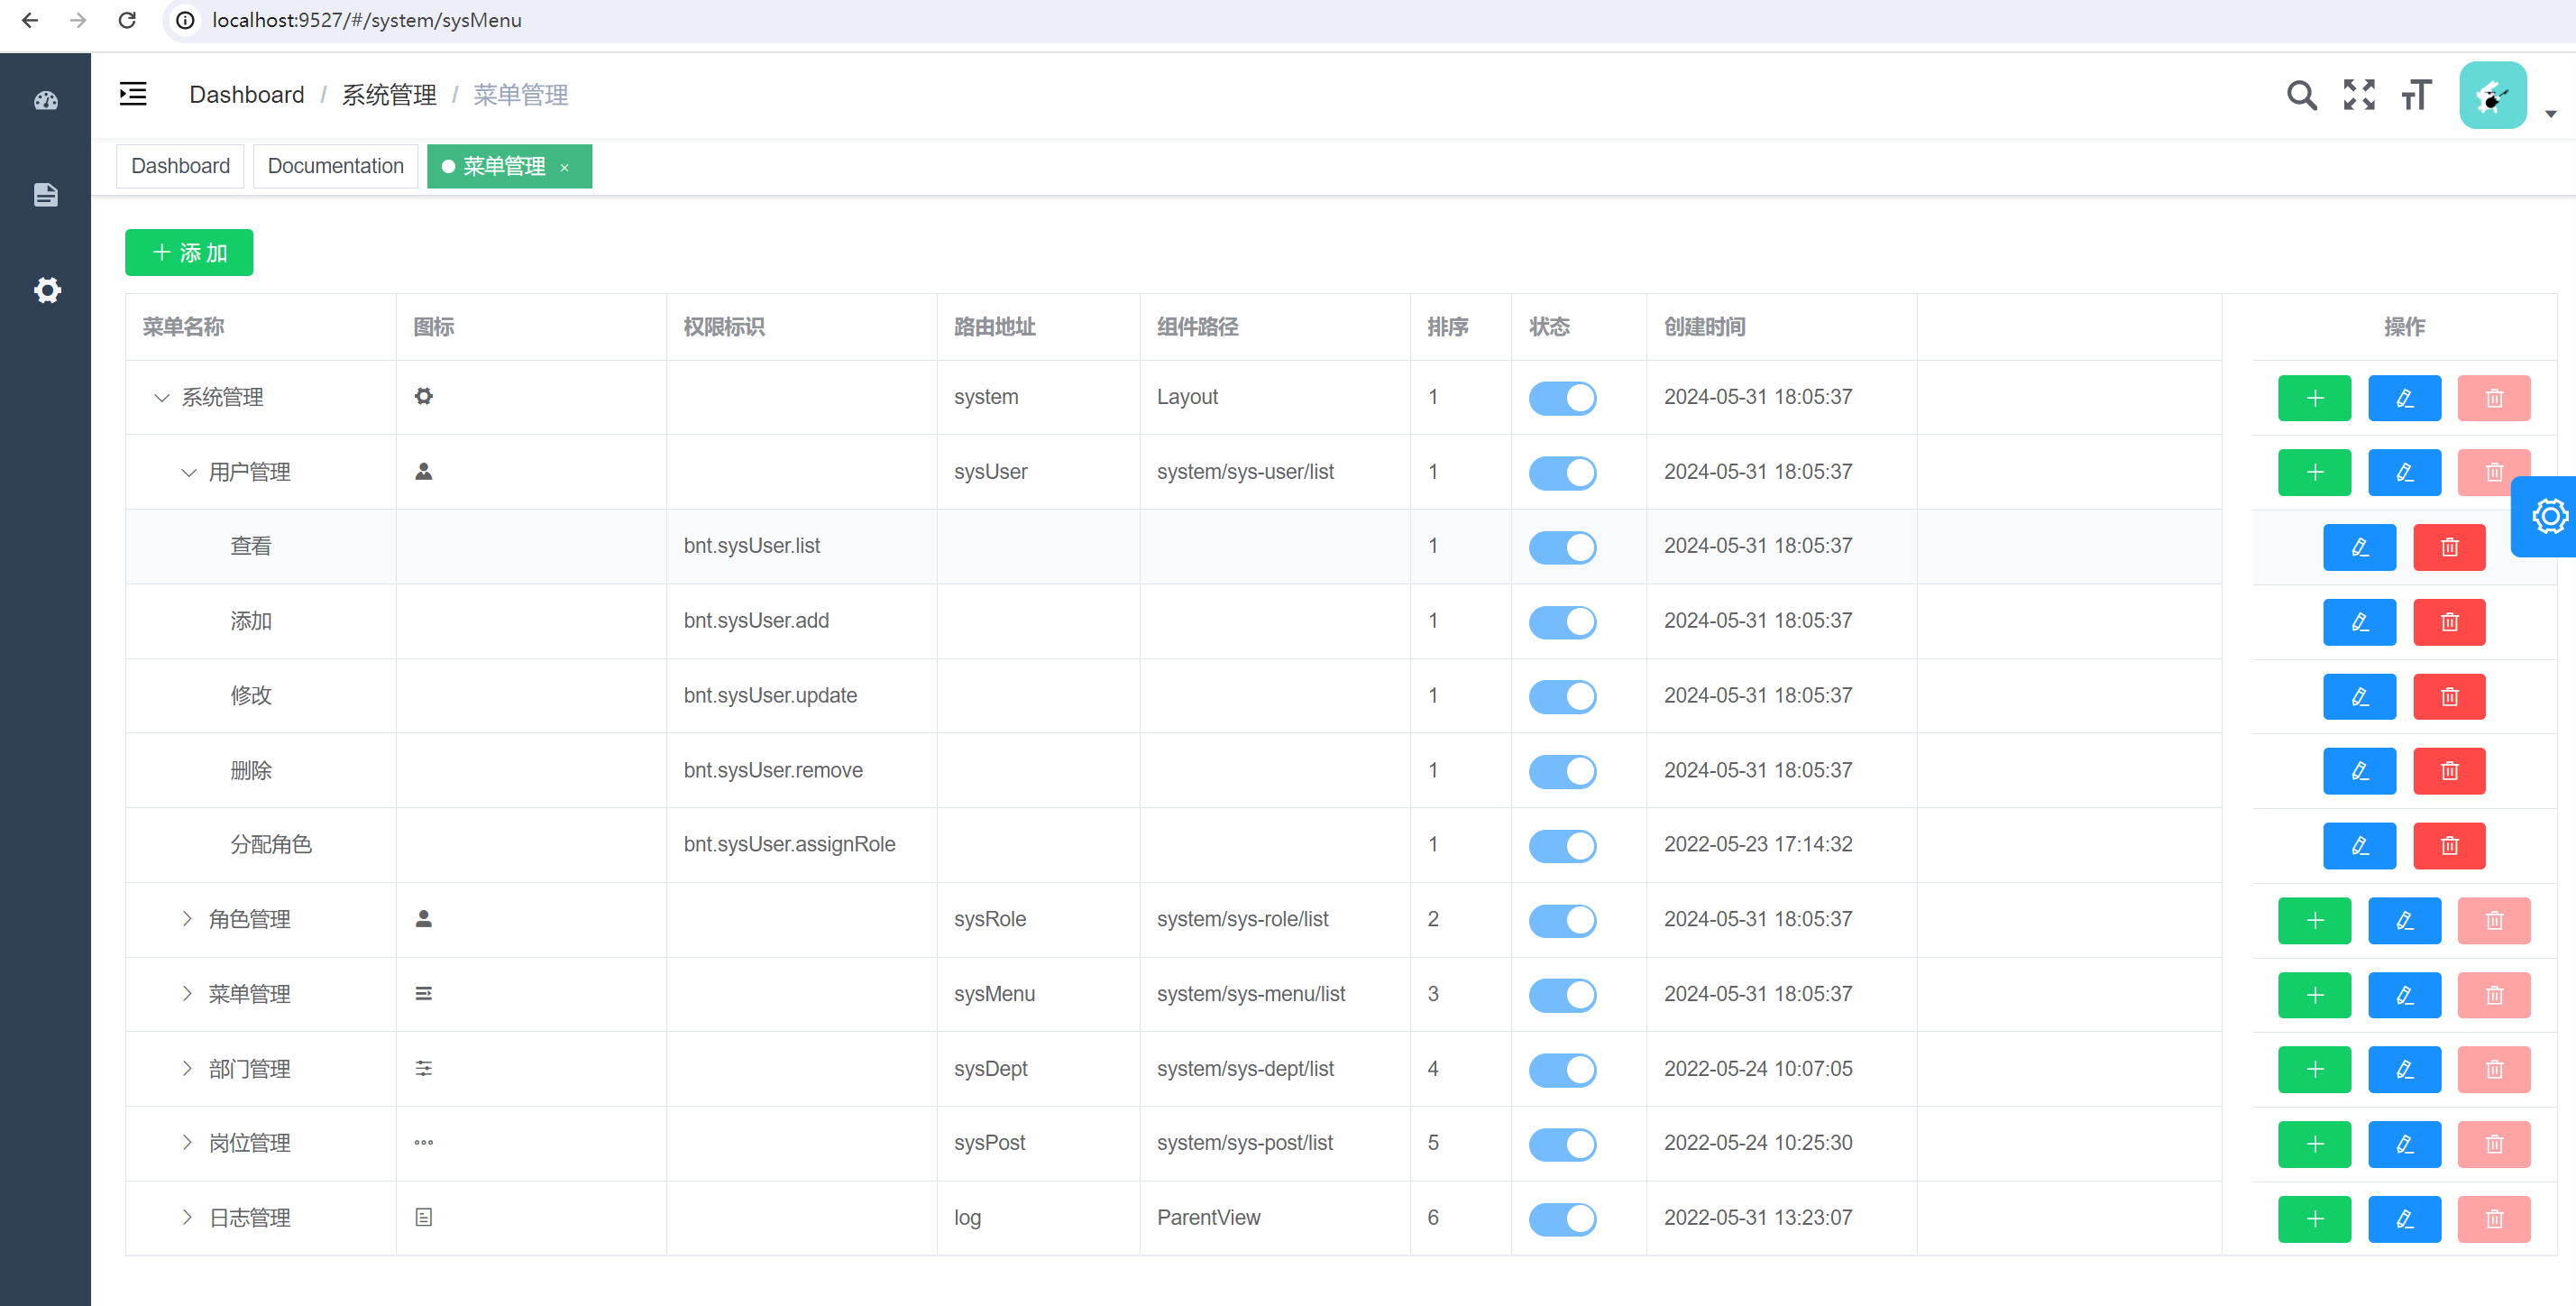 localhost:9527/#/system/sysMenu
Dashboard / 系统管理 / 菜单管理
Dashboard Documentation 菜单管理 ×
+ 添加
菜单名称 图标 权限标识 路由地址 组件路径 排序 状态 创建时间 操作
系统管理 system Layout 1 2024-05-31 18:05:37
用户管理 sysUser system/sys-user/list 1 2024-05-31 18:05:37
查看 bnt.sysUser.list 1 2024-05-31 18:05:37
添加 bnt.sysUser.add 1 2024-05-31 18:05:37
修改 bnt.sysUser.update 1 2024-05-31 18:05:37
删除 bnt.sysUser.remove 1 2024-05-31 18:05:37
分配角色 bnt.sysUser.assignRole 1 2022-05-23 17:14:32
角色管理 sysRole system/sys-role/list 2 2024-05-31 18:05:37
菜单管理 sysMenu system/sys-menu/list 3 2024-05-31 18:05:37
部门管理 sysDept system/sys-dept/list 4 2022-05-24 10:07:05
岗位管理 sysPost system/sys-post/list 5 2022-05-24 10:25:30
日志管理 log ParentView 6 2022-05-31 13:23:07